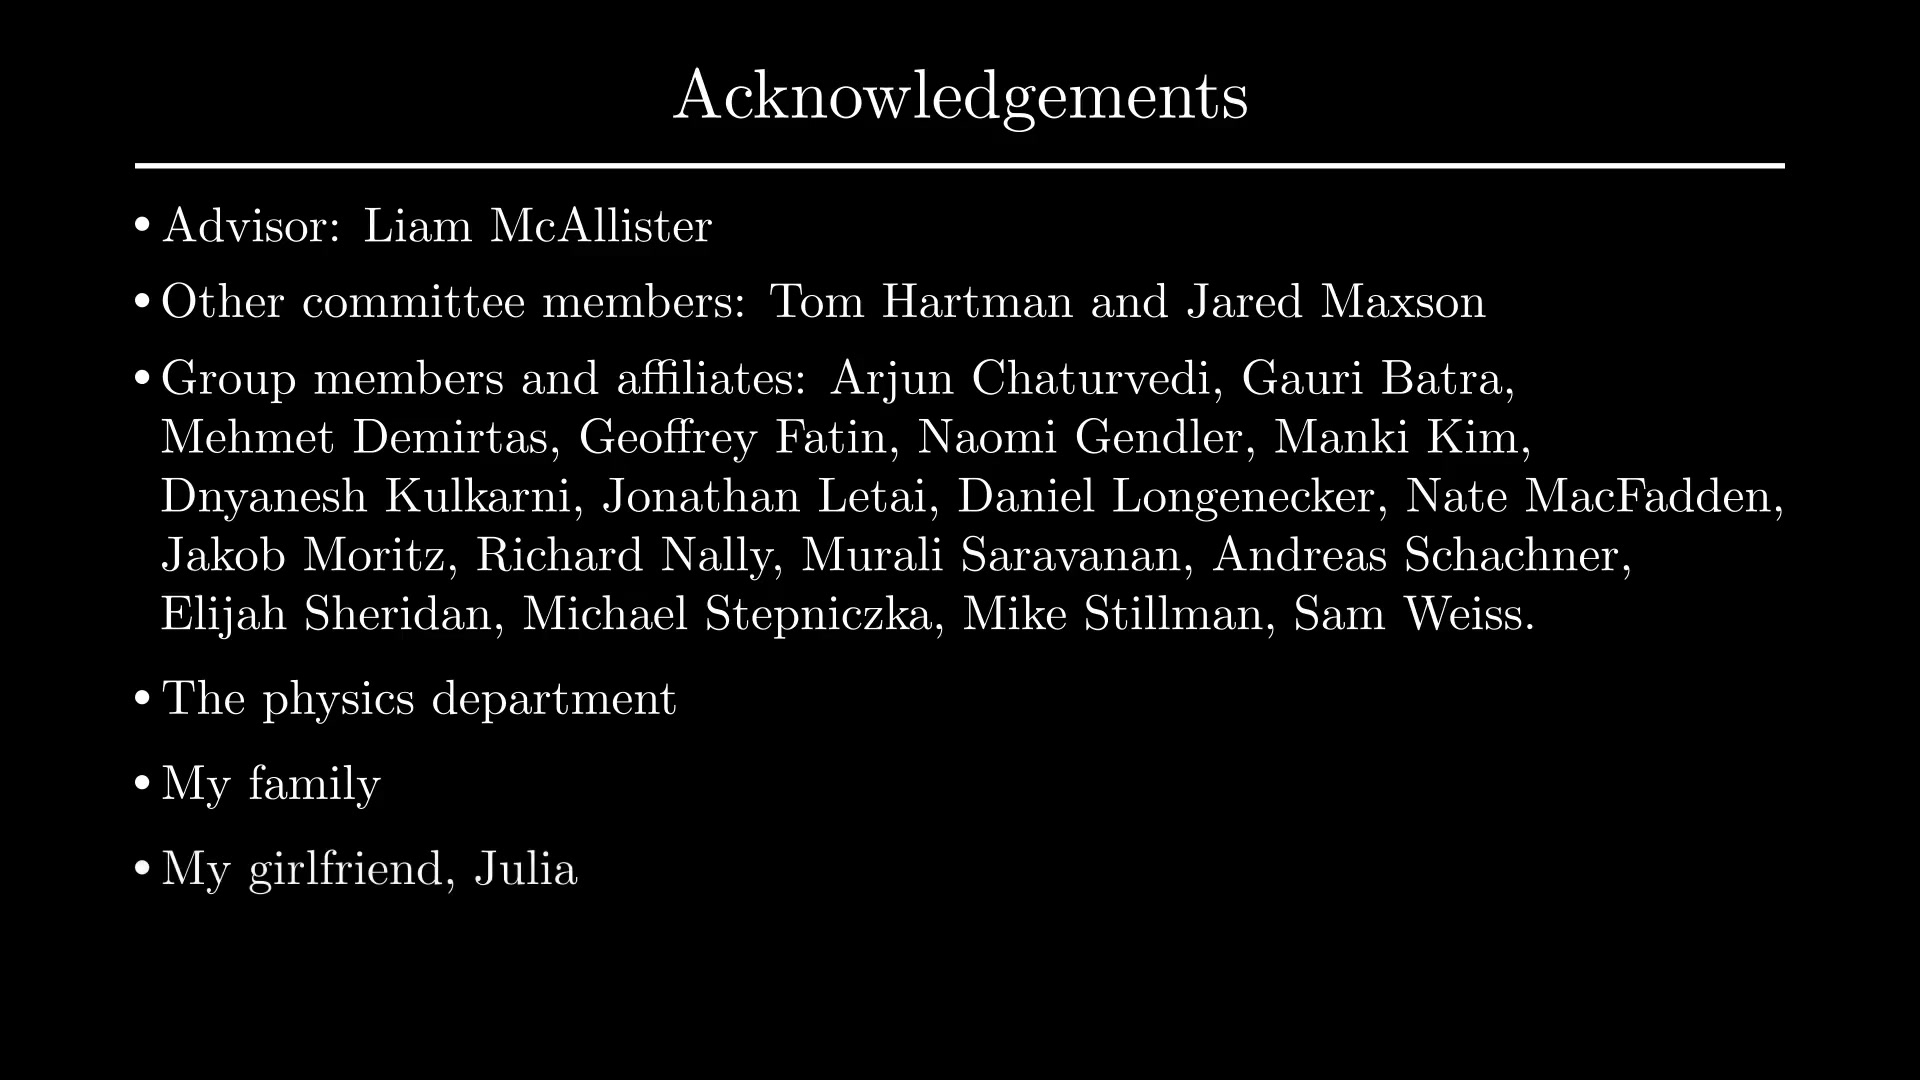 Acknowledgements
• Advisor: Liam McAllister
• Other committee members: Tom Hartman and Jared Maxson
• Group members and affiliates: Arjun Chaturvedi, Gauri Batra,
Mehmet Demirtas, Geoffrey Fatin, Naomi Gendler, Manki Kim,
Dnyanesh Kulkarni, Jonathan Letai, Daniel Longenecker, Nate MacFadden,
Jakob Moritz, Richard Nally, Murali Saravanan, Andreas Schachner,
Elijah Sheridan, Michael Stepniczka, Mike Stillman, Sam Weiss.
• The physics department
• My family
• My girlfriend, Julia